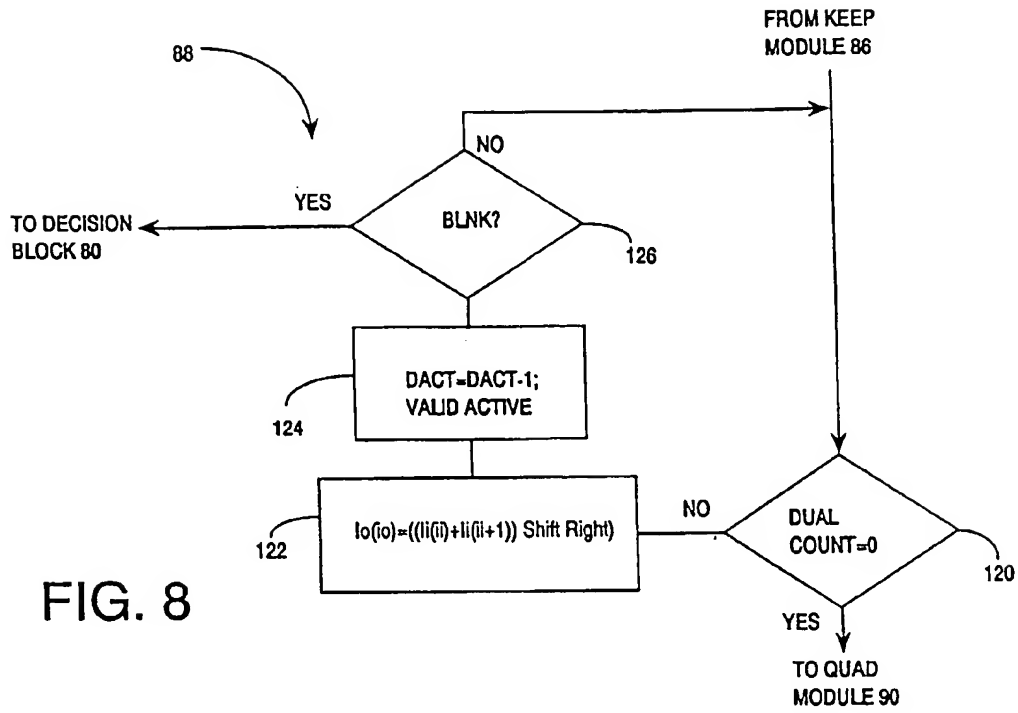 FROM KEEP
MODULE 86
88
NO
YES
BLNK?
TO DECISION
BLOCK 80
126
DACT=DACT-1;
VALID ACTIVE
124
NO
DUAL
COUNT=0
Io(io)=((Ii(ii)+Ii(ii+1)) Shift Right)
122
120
FIG. 8
YES
TO QUAD
MODULE 90